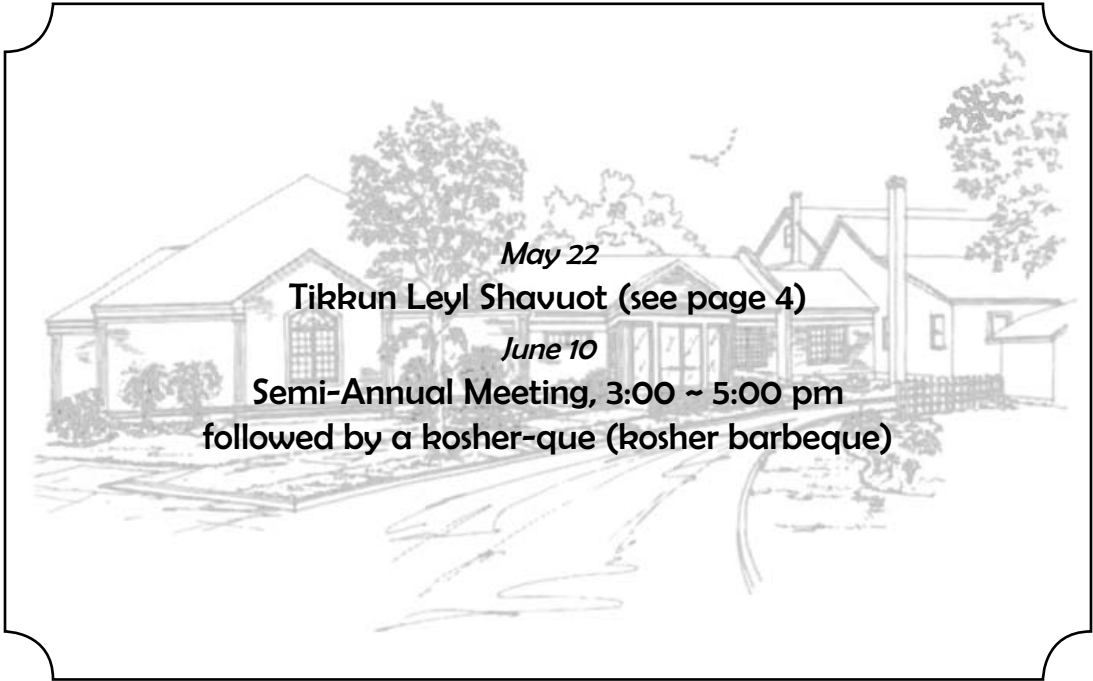 May 22
Tikkun Leyl Shavuot (see page 4)
June 10
Semi-Annual Meeting, 3:00 ~ 5:00 pm
followed by a kosher-que (kosher barbeque)